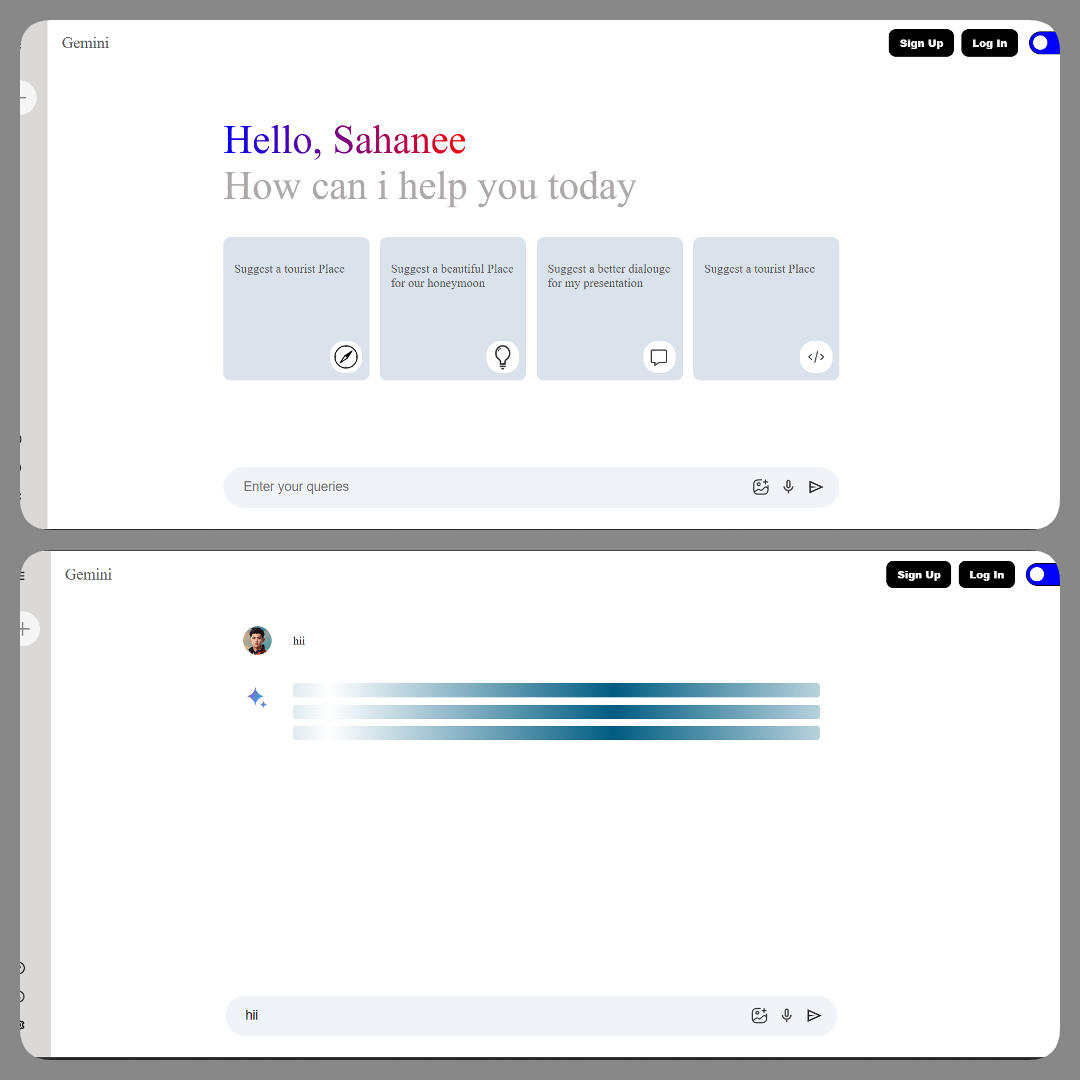 Gemini
Sign Up
Log In
Hello, Sahanee
How can i help you today
Suggest a tourist Place
Suggest a beautiful Place
for our honeymoon
Suggest a better dialouge
for my presentation
Suggest a tourist Place
</>
Enter your queries
Gemini
Sign Up
Log In
hii
hii